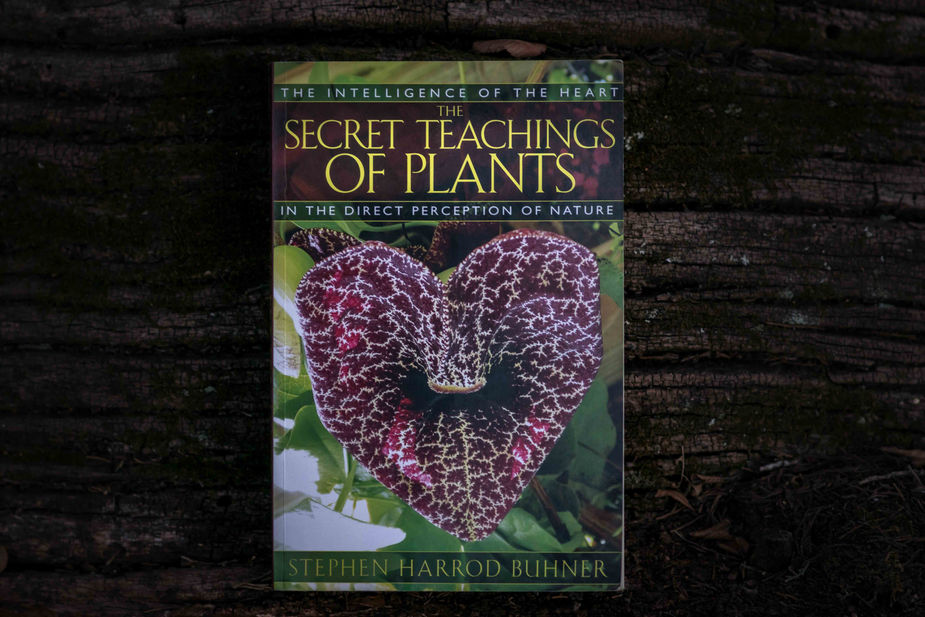 THE INTELLIGENCE OF THE HEART
THE
SECRET TEACHINGS
OF PLANTS
IN THE DIRECT PERCEPTION OF NATURE
STEPHEN HARROD BUHNER